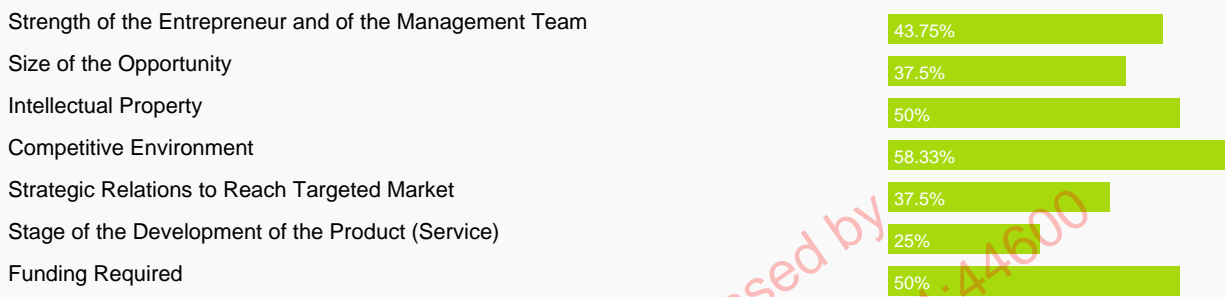 Strength of the Entrepreneur and of the Management Team 43.75%
Size of the Opportunity 37.5%
Intellectual Property 50%
Competitive Environment 58.33%
Strategic Relations to Reach Targeted Market 37.5%
Stage of the Development of the Product (Service) 25%
Funding Required 50%
by